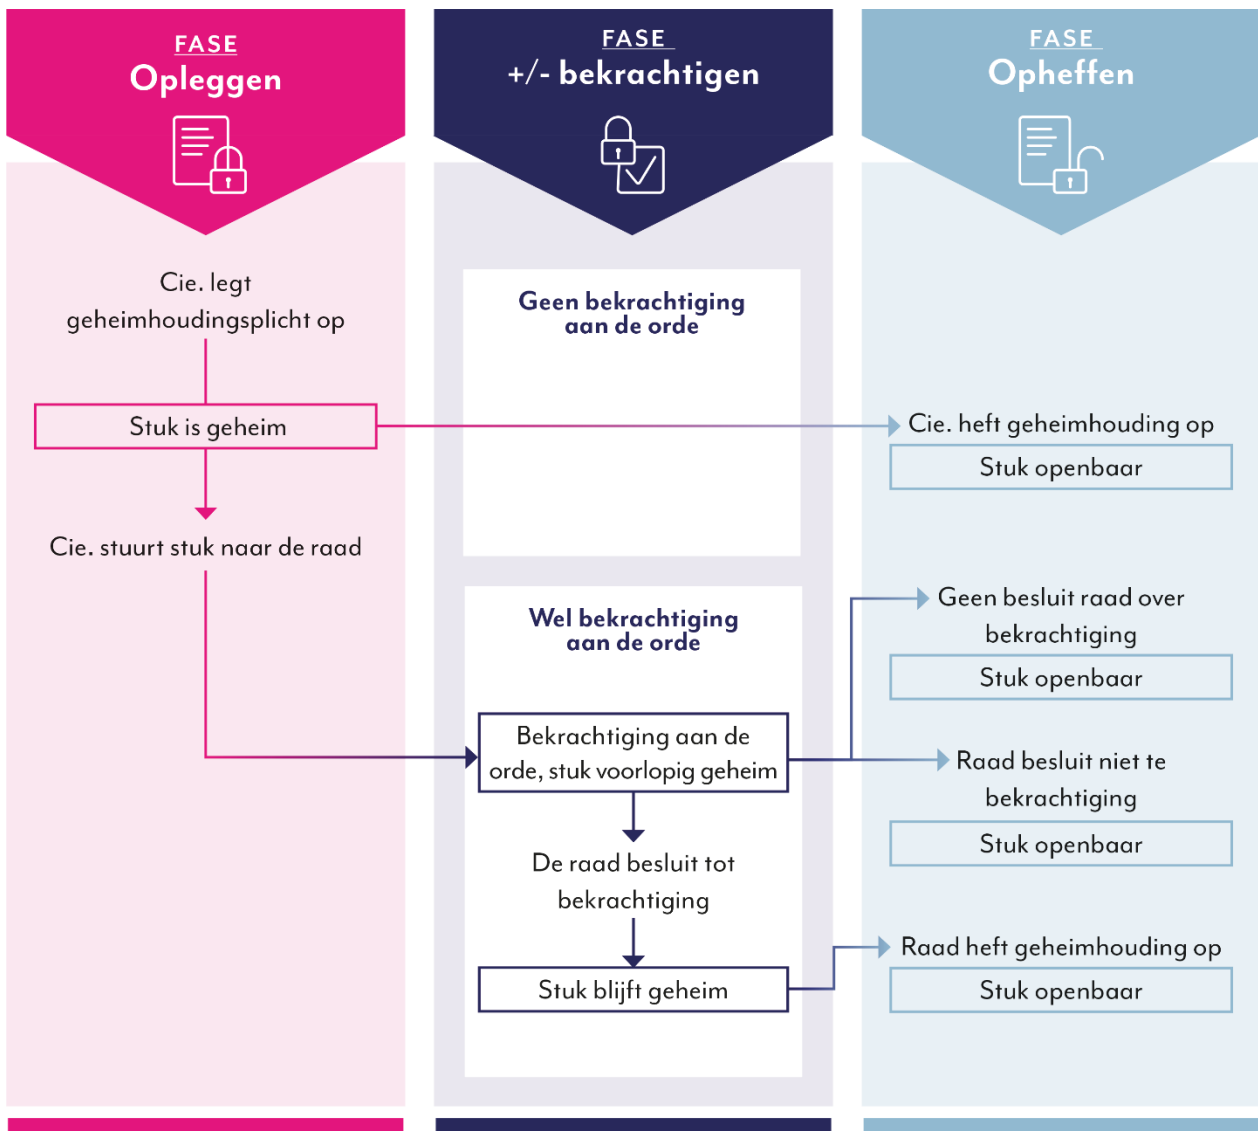 FASE
Opleggen
FASE
+/- bekrachtigen
FASE
Opheffen
Cie. legt
geheimhoudingsplicht op
Stuk is geheim
Cie. stuurt stuk naar de raad
Geen bekrachtiging
aan de orde
Wel bekrachtiging
aan de orde
Bekrachtiging aan de
orde, stuk voorlopig geheim
De raad besluit tot
bekrachtiging
Stuk blijft geheim
Cie. heft geheimhouding op
Stuk openbaar
Geen besluit raad over
bekrachtiging
Stuk openbaar
Raad besluit niet te
bekrachtiging
Stuk openbaar
Raad heft geheimhouding op
Stuk openbaar